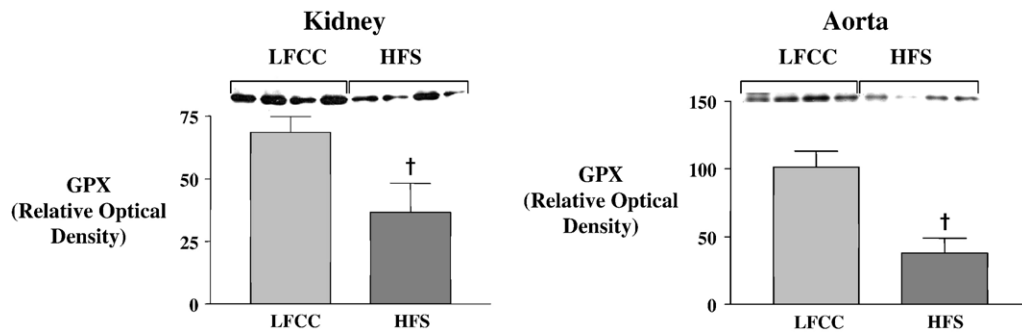 Kidney
LFCC HFS
75
50
25
0
GPX
(Relative Optical
Density)
†
LFCC HFS
Aorta
LFCC HFS
150
100
50
0
GPX
(Relative Optical
Density)
†
LFCC HFS